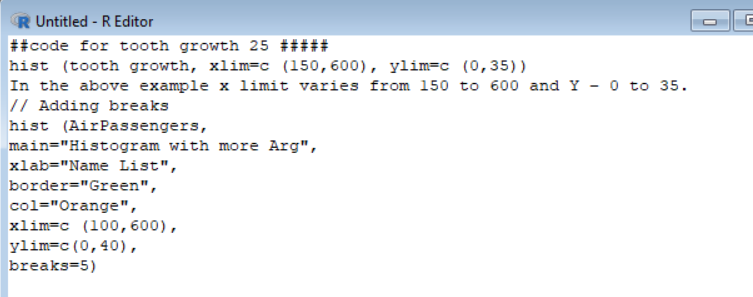 Untitled - R Editor
##code for tooth growth 25 #####
hist (tooth growth, xlim=c (150,600), ylim=c (0,35))
In the above example x limit varies from 150 to 600 and Y – 0 to 35.
// Adding breaks
hist (AirPassengers,
main="Histogram with more Arg",
xlab="Name List",
border="Green",
col="Orange",
xlim=c (100,600),
ylim=c(0,40),
breaks=5)